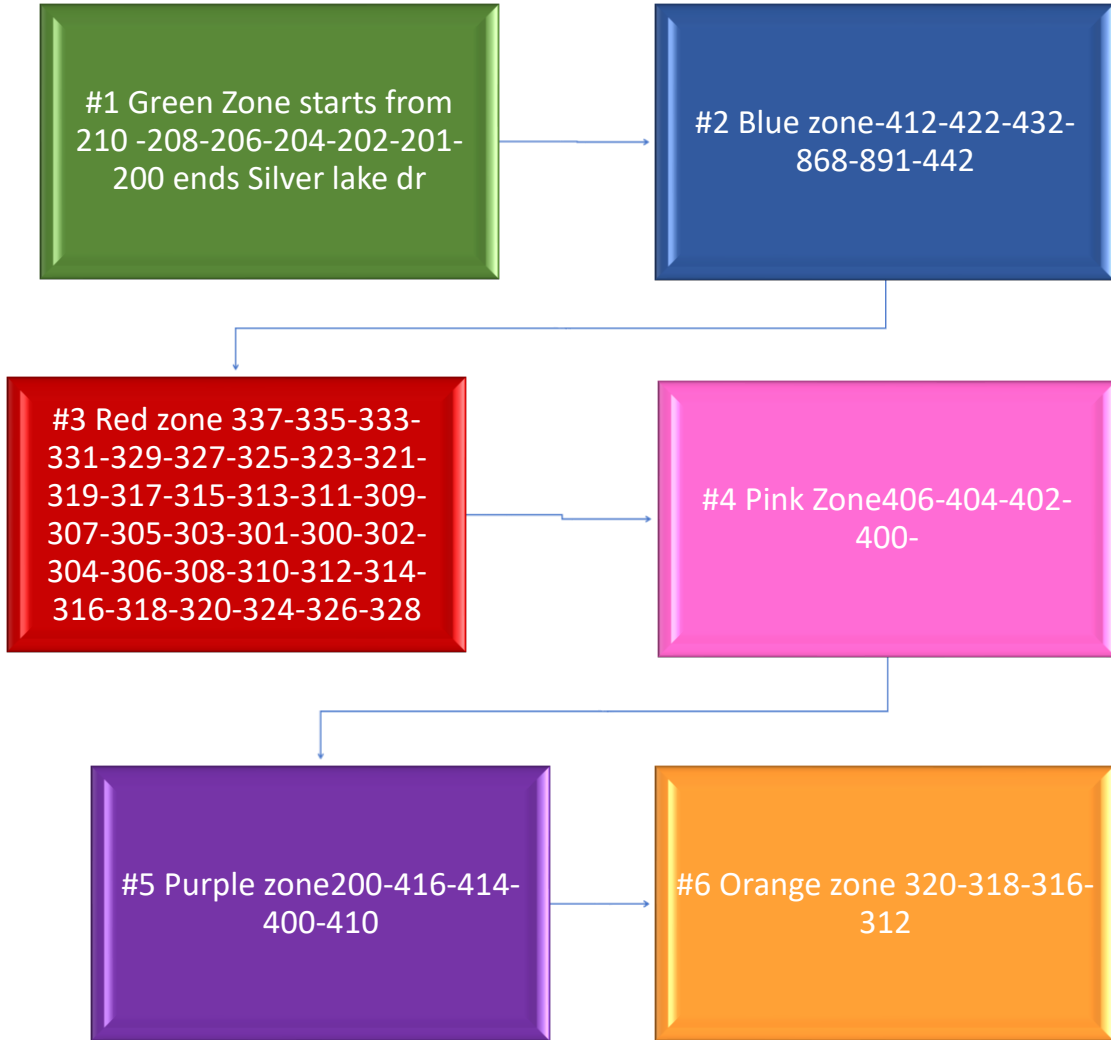 #1 Green Zone starts from
210 -208-206-204-202-201-
200 ends Silver lake dr
#2 Blue zone-412-422-432-
868-891-442
#3 Red zone 337-335-333-
331-329-327-325-323-321-
319-317-315-313-311-309-
307-305-303-301-300-302-
304-306-308-310-312-314-
316-318-320-324-326-328
#4 Pink Zone406-404-402-
400-
#5 Purple zone200-416-414-
400-410
#6 Orange zone 320-318-316-
312